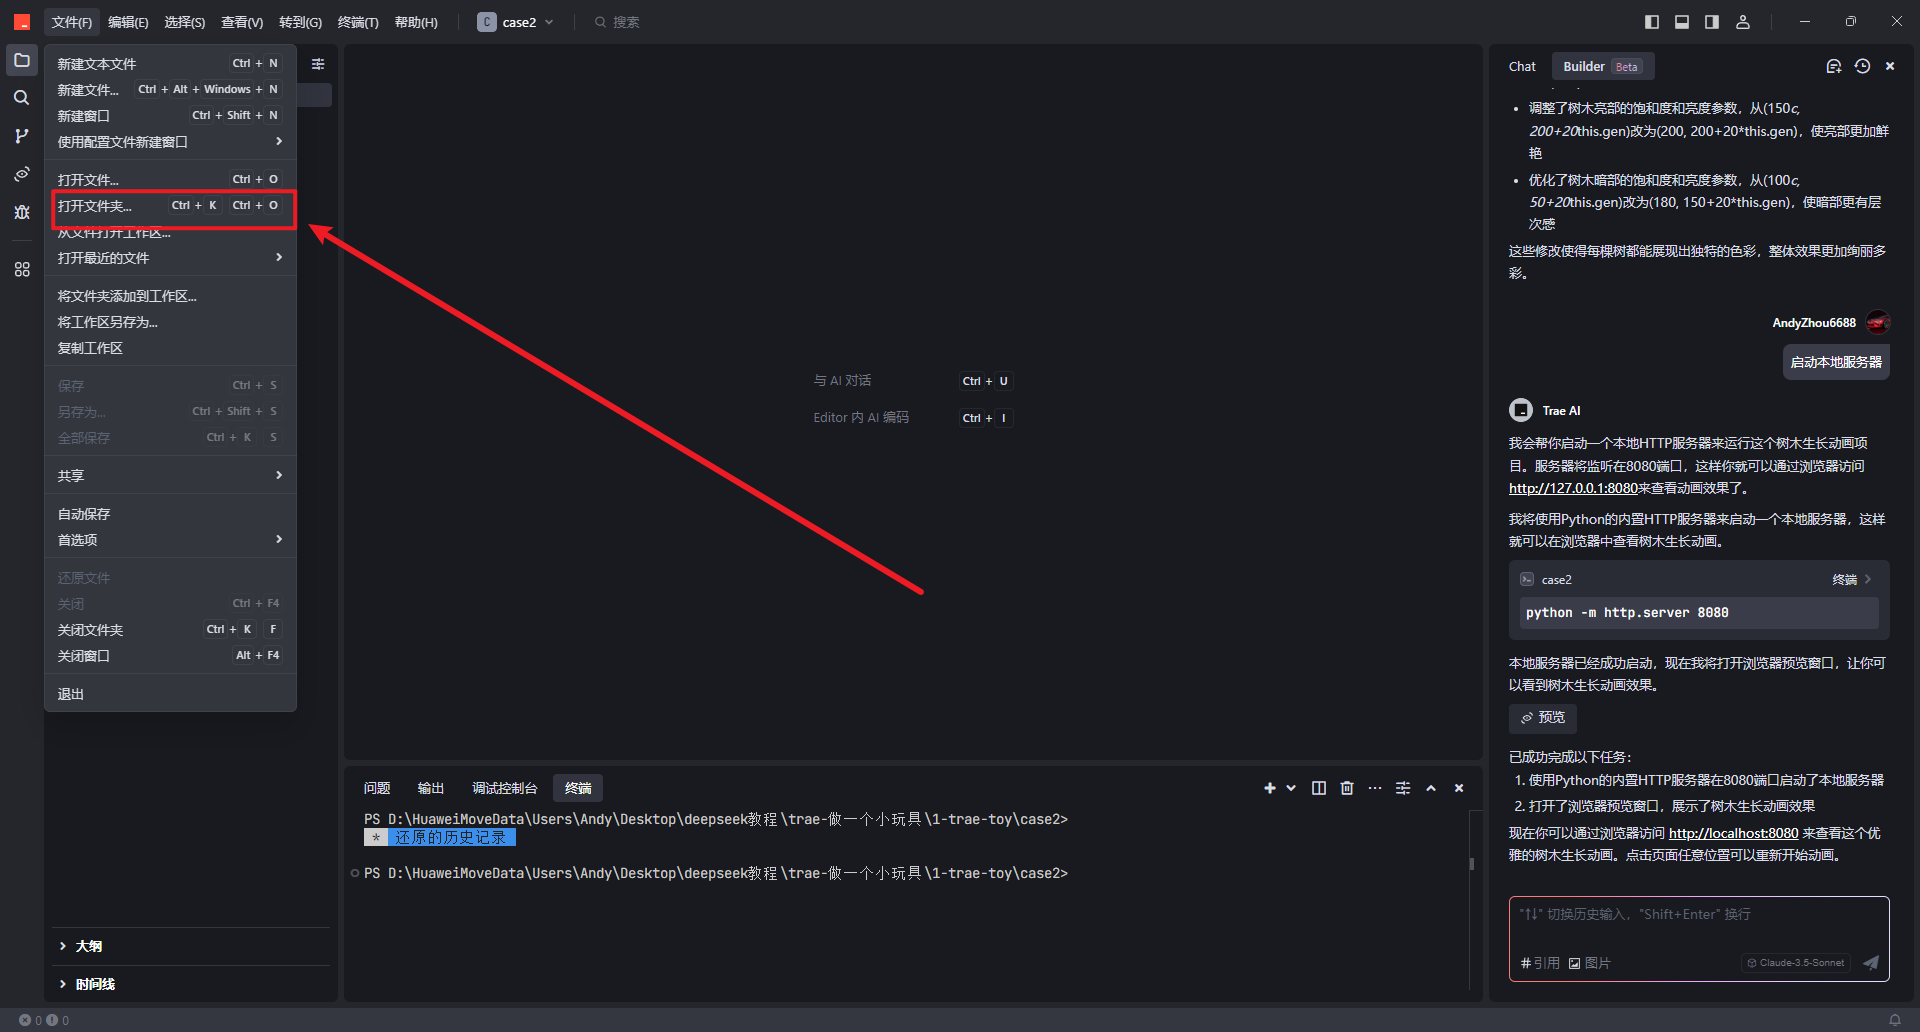 文件(F) 编辑(E) 选择(S) 查看(V) 转到(G) 终端(T) 帮助(H) C case2 搜索
新建文本文件 Ctrl + N
新建文件... Ctrl + Alt + Windows + N
新建窗口 Ctrl + Shift + N
使用配置文件新建窗口
打开文件... Ctrl + O
打开文件夹... Ctrl + K Ctrl + O
从文件打开工作区...
打开最近的文件
将文件夹添加到工作区...
将工作区另存为...
复制工作区
保存 Ctrl + S
另存为... Ctrl + Shift + S
全部保存 Ctrl + K S
共享
自动保存
首选项
还原文件
关闭 Ctrl + F4
关闭文件夹 Ctrl + K F
关闭窗口 Alt + F4
退出
大纲
时间线
0 0
与 AI 对话 Ctrl + U
Editor 内 AI 编码 Ctrl + I
问题 输出 调试控制台 终端
PS D:\HuaweiMoveData\Users\Andy\Desktop\deepseek教程\trae-做一个小玩具\1-trae-toy\case2>
* 还原的历史记录
PS D:\HuaweiMoveData\Users\Andy\Desktop\deepseek教程\trae-做一个小玩具\1-trae-toy\case2>
Chat Builder Beta
• 调整了树木亮部的饱和度和亮度参数，从(150c,
200+20this.gen)改为(200, 200+20*this.gen)，使亮部更加鲜
艳
• 优化了树木暗部的饱和度和亮度参数，从(100c,
50+20this.gen)改为(180, 150+20*this.gen)，使暗部更有层
次感
这些修改使得每棵树都能展现出独特的色彩，整体效果更加绚丽多
彩。
AndyZhou6688
启动本地服务器
Trae AI
我会帮你启动一个本地HTTP服务器来运行这个树木生长动画项
目。服务器将监听在8080端口，这样你就可以通过浏览器访问
http://127.0.0.1:8080来查看动画效果了。
我将使用Python的内置HTTP服务器来启动一个本地服务器，这样
就可以在浏览器中查看树木生长动画。
case2 终端
python -m http.server 8080
本地服务器已经成功启动，现在我将打开浏览器预览窗口，让你可
以看到树木生长动画效果。
预览
已成功完成以下任务：
1. 使用Python的内置HTTP服务器在8080端口启动了本地服务器
2. 打开了浏览器预览窗口，展示了树木生长动画效果
现在你可以通过浏览器访问 http://localhost:8080 来查看这个优
雅的树木生长动画。点击页面任意位置可以重新开始动画。
"↑↓" 切换历史输入，"Shift+Enter" 换行
# 引用 图片 Claude-3.5-Sonnet